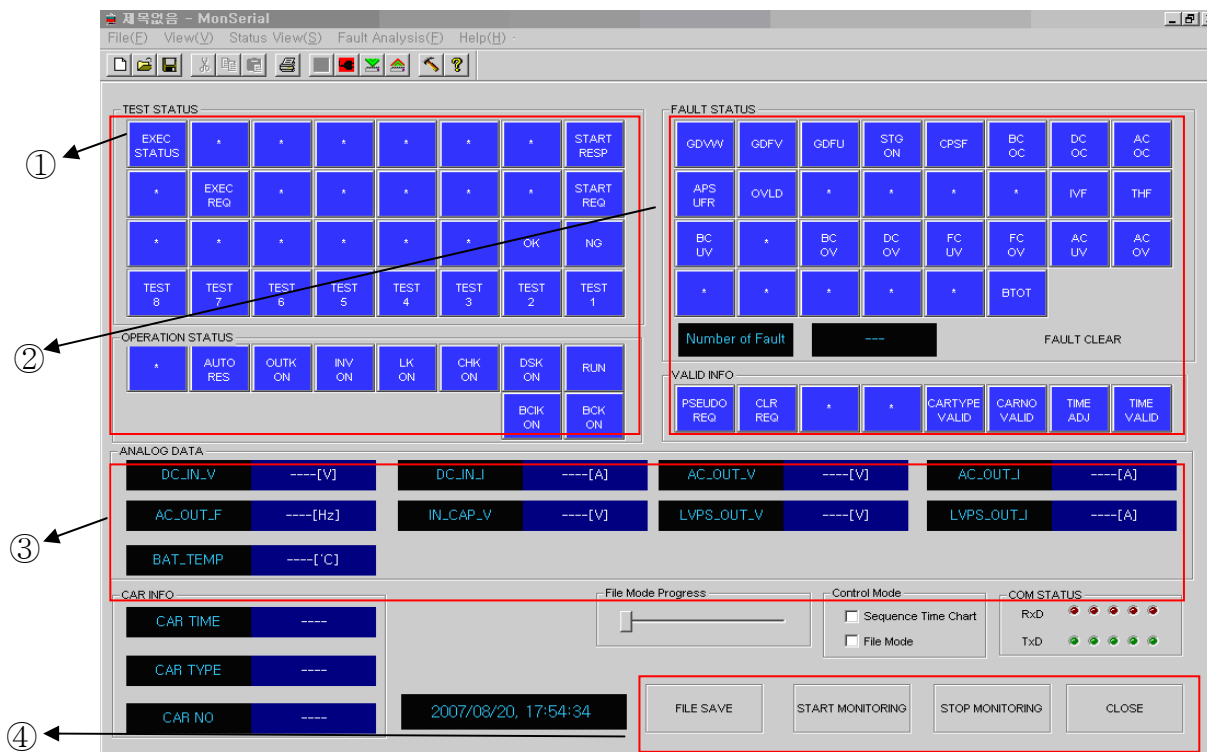 제목없음 - MonSerial
File(F) View(V) Status View(S) Fault Analysis(F) Help(H)
TEST STATUS
EXEC STATUS * * * * * * START RESP
* EXEC REQ * * * * * START REQ
* * * * * * OK NG
TEST 8 TEST 7 TEST 6 TEST 5 TEST 4 TEST 3 TEST 2 TEST 1
①
②
OPERATION STATUS
* AUTO RES OUTK ON INV ON LK ON CHK ON DSK ON RUN
BCIK ON BCK ON
FAULT STATUS
GDVW GDFV GDFU STG ON CPSF BC OC DC OC AC OC
APS UFR OVLD * * * * IVF THF
BC UV * BC OV DC OV FC UV FC OV AC UV AC OV
* * * * * BTOT
Number of Fault --- FAULT CLEAR
VALID INFO
PSEUDO REQ CLR REQ * * CARTYPE VALID CARNO VALID TIME ADJ TIME VALID
ANALOG DATA
DC_IN_V ----[V] DC_IN_I ----[A] AC_OUT_V ----[V] AC_OUT_I ----[A]
③
AC_OUT_F ----[Hz] IN_CAP_V ----[V] LVPS_OUT_V ----[V] LVPS_OUT_I ----[A]
BAT_TEMP ----['C]
CAR INFO
CAR TIME ----
CAR TYPE ----
CAR NO ----
File Mode Progress
Control Mode
Sequence Time Chart
File Mode
COM STATUS
RxD
TxD
④
2007/08/20, 17:54:34
FILE SAVE START MONITORING STOP MONITORING CLOSE